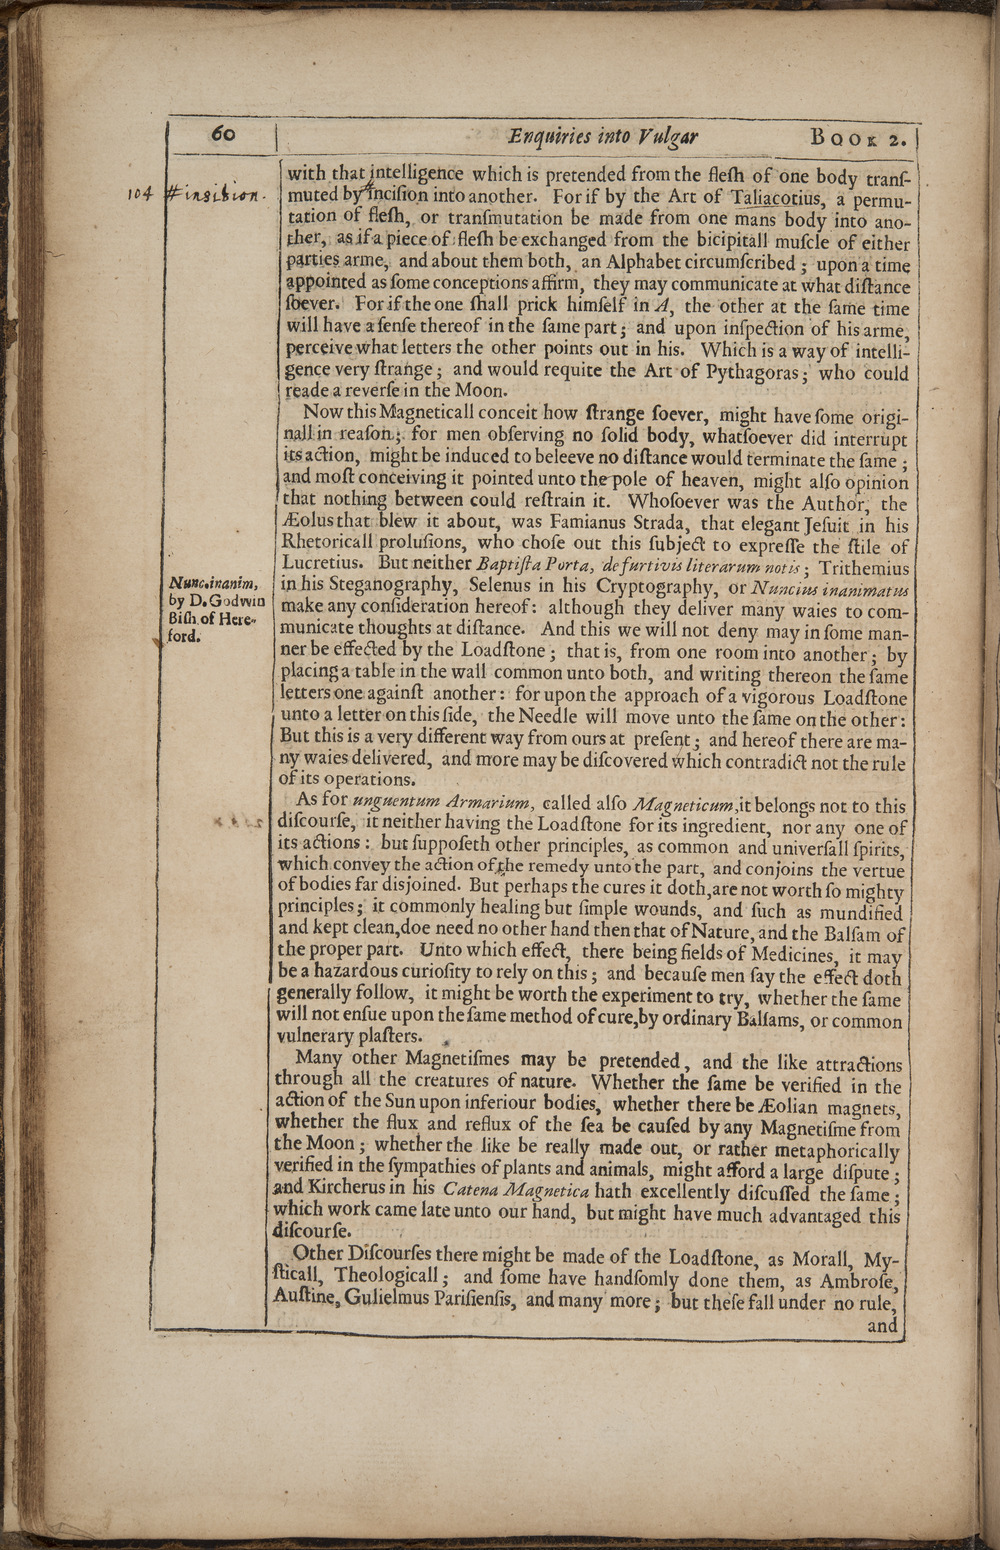 60 Enquiries into Vulgar BOOK 2.
104 #insition.
with that intelligence which is pretended from the fleſh of one body tranſ-
muted by # inciſion into another. For if by the Art of Taliacotius, a permu-
tation of fleſh, or tranſmutation be made from one mans body into ano-
ther, as if a piece of fleſh be exchanged from the bicipitall muſcle of either
parties arme, and about them both, an Alphabet circumſcribed ; upon a time
appointed as ſome conceptions affirm, they may communicate at what diſtance
ſoever. For if the one ſhall prick himſelf in A, the other at the ſame time
will have a ſenſe thereof in the ſame part ; and upon inſpection of his arme,
perceive what letters the other points out in his. Which is a way of intelli-
gence very ſtrange ; and would requite the Art of Pythagoras ; who could
reade a reverſe in the Moon.
Now this Magneticall conceit how ſtrange ſoever, might have ſome origi-
nall in reaſon ; for men obſerving no ſolid body, whatſoever did interrupt
its action, might be induced to beleeve no diſtance would terminate the ſame ;
and moſt conceiving it pointed unto the pole of heaven, might alſo opinion
that nothing between could reſtrain it. Whoſoever was the Author, the
Æolus that blew it about, was Famianus Strada, that elegant Jeſuit in his
Rhetoricall proluſions, who choſe out this ſubject to expreſſe the ſtile of
Lucretius. But neither Baptiſta Porta, de furtivis literarum notis ; Trithemius
in his Steganography, Selenus in his Cryptography, or Nuncius inanimatus
make any conſideration hereof : although they deliver many waies to com-
municate thoughts at diſtance. And this we will not deny may in ſome man-
ner be effected by the Loadſtone ; that is, from one room into another ; by
placing a table in the wall common unto both, and writing thereon the ſame
letters one againſt another : for upon the approach of a vigorous Loadſtone
unto a letter on this ſide, the Needle will move unto the ſame on the other :
But this is a very different way from ours at preſent ; and hereof there are ma-
ny waies delivered, and more may be diſcovered which contradict not the rule
of its operations.
Nunc.inanim,
by D.Godwin
Biſh.of Here-
ford.
As for unguentum Armarium, called alſo Magneticum,it belongs not to this
diſcourſe, it neither having the Loadſtone for its ingredient, nor any one of
its actions : but ſuppoſeth other principles, as common and univerſall ſpirits,
which convey the action of the remedy unto the part, and conjoins the vertue
of bodies far disjoined. But perhaps the cures it doth,are not worth ſo mighty
principles ; it commonly healing but ſimple wounds, and ſuch as mundified
and kept clean,doe need no other hand then that of Nature, and the Balſam of
the proper part. Unto which effect, there being fields of Medicines, it may
be a hazardous curioſity to rely on this ; and becauſe men ſay the effect doth
generally follow, it might be worth the experiment to try, whether the ſame
will not enſue upon the ſame method of cure,by ordinary Balſams, or common
vulnerary plaſters.
Many other Magnetiſmes may be pretended, and the like attractions
through all the creatures of nature. Whether the ſame be verified in the
action of the Sun upon inferiour bodies, whether there be Æolian magnets,
whether the flux and reflux of the ſea be cauſed by any Magnetiſme from
the Moon ; whether the like be really made out, or rather metaphorically
verified in the ſympathies of plants and animals, might afford a large diſpute ;
and Kircherus in his Catena Magnetica hath excellently diſcuſſed the ſame ;
which work came late unto our hand, but might have much advantaged this
diſcourſe.
Other Diſcourſes there might be made of the Loadſtone, as Morall, My-
ſticall, Theologicall ; and ſome have handſomly done them, as Ambroſe,
Auſtine, Gulielmus Pariſienſis, and many more ; but theſe fall under no rule,
and